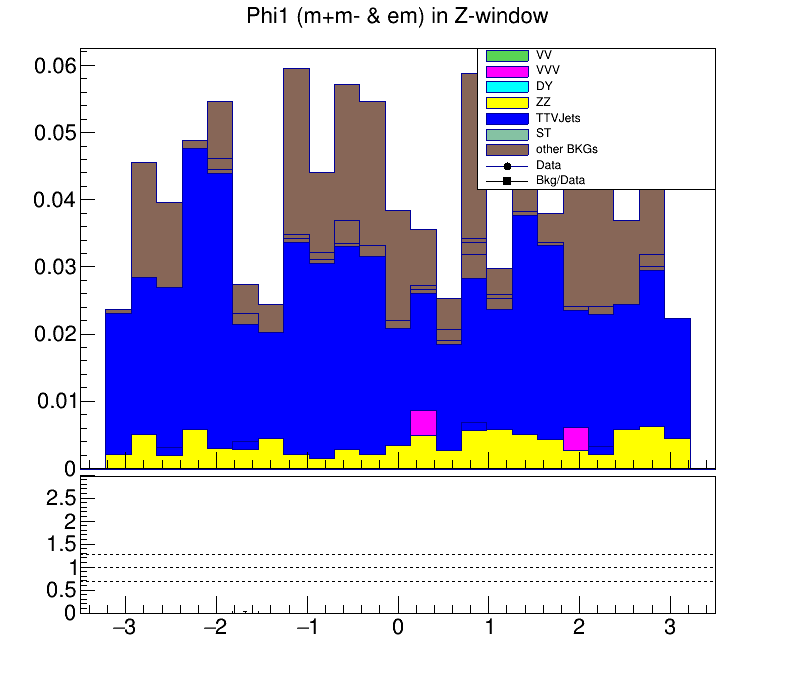 Phi1 (m+m- & em) in Z-window
0.06
0.05
0.04
0.03
0.02
0.01
0
VV
VVV
DY
ZZ
TTVJets
ST
other BKGs
Data
Bkg/Data
2.5
2
1.5
1
0.5
0
−3 −2 −1 0 1 2 3